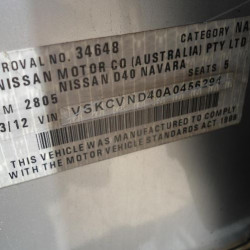 ROVAL NO. 34648 CATEGORY NA
NISSAN MOTOR CO (AUSTRALIA) PTY LTD
NISSAN D40 NAVARA
M 2805 SEATS 5
3/12 VIN VSKCVND40A0456294
THIS VEHICLE WAS MANUFACTURED TO COMPLY
WITH THE MOTOR VEHICLE STANDARDS ACT 1989